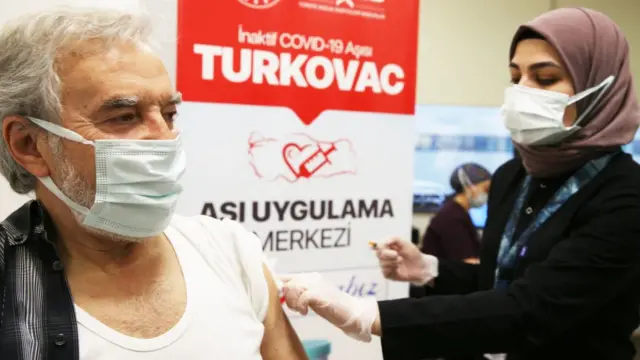 İnaktif COVID-19 Aşısı
TURKOVAC
AŞI UYGULAMA
MERKEZİ